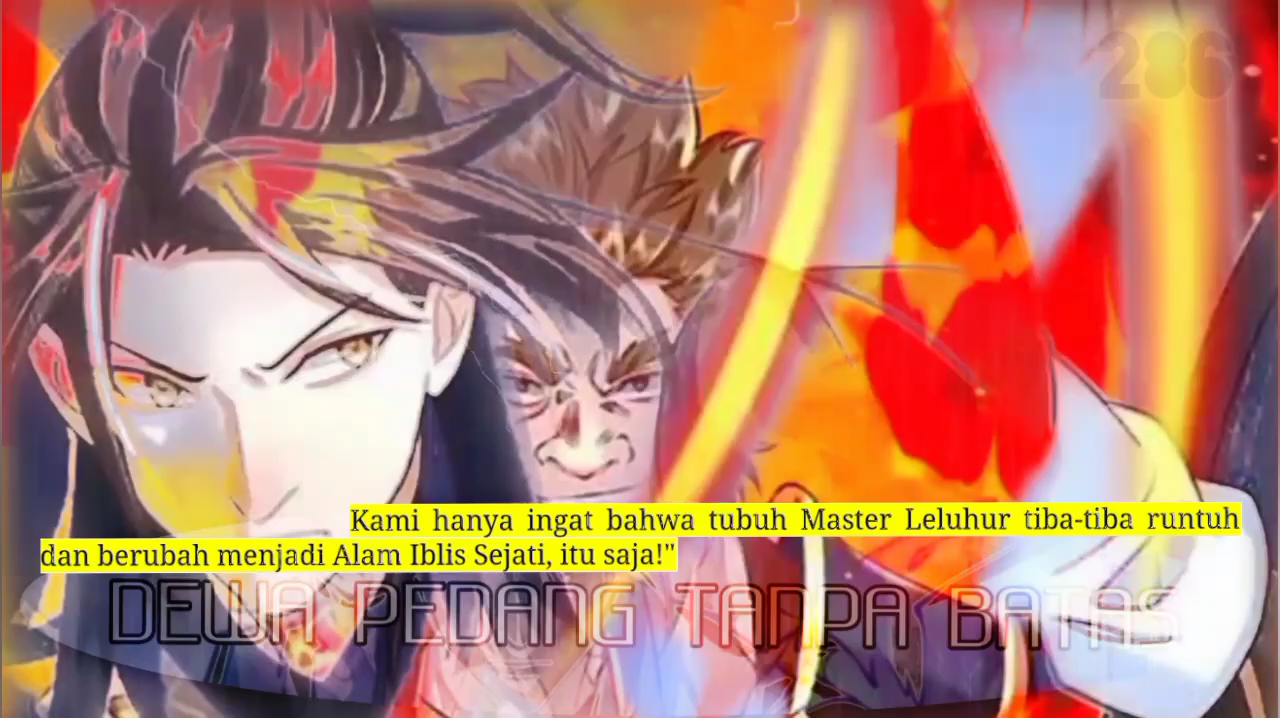 286
Kami hanya ingat bahwa tubuh Master Leluhur tiba-tiba runtuh
dan berubah menjadi Alam Iblis Sejati, itu saja!"
DEWA PEDANG TANPA BATAS